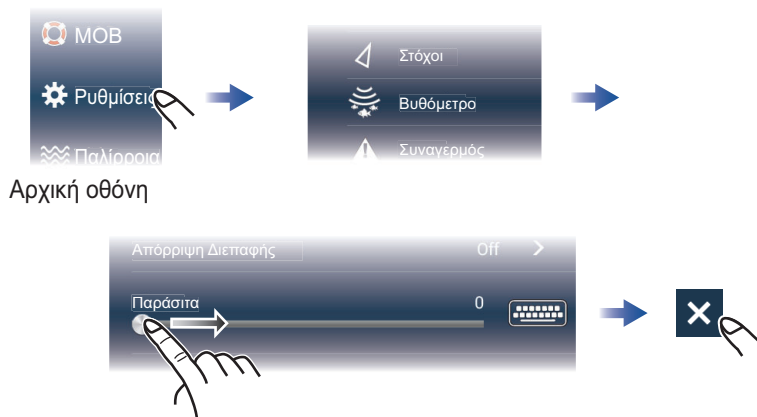 MOB
Ρυθμίσεις
Παλίρροια
Στόχοι
Βυθόμετρο
Συναγερμός
Αρχική οθόνη
Απόρριψη Διεπαφής Off
Παράσιτα 0